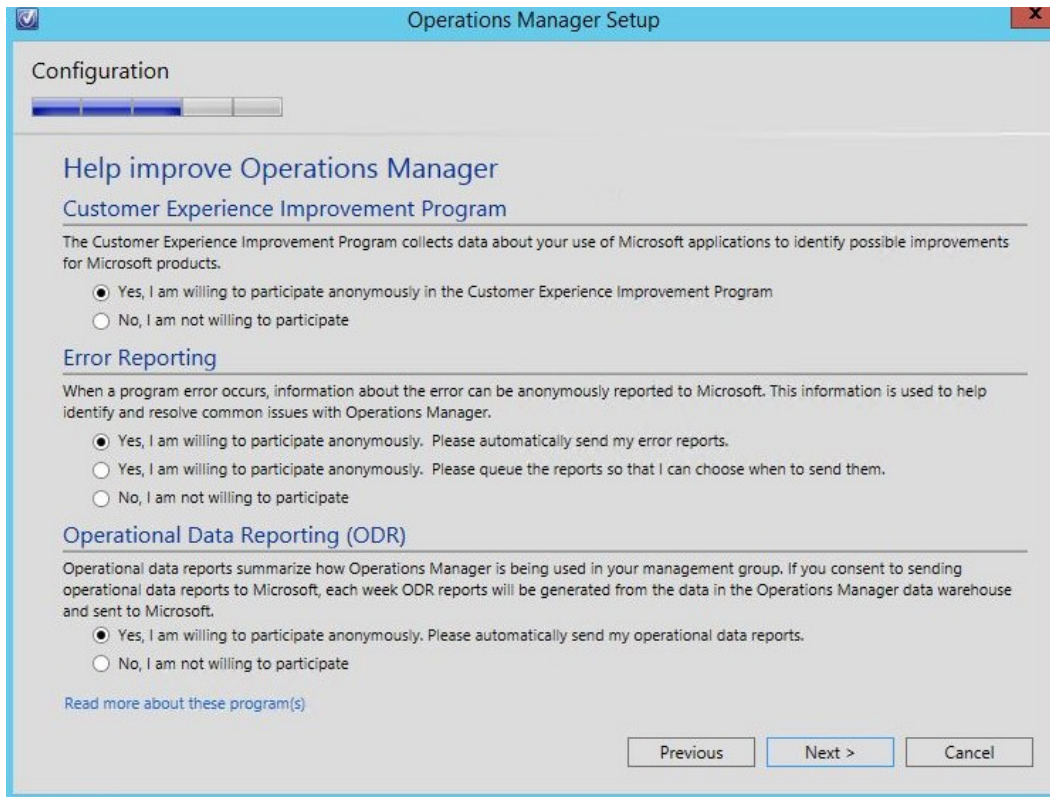 Operations Manager Setup
x
Configuration
Help improve Operations Manager
Customer Experience Improvement Program
The Customer Experience Improvement Program collects data about your use of Microsoft applications to identify possible improvements
for Microsoft products.
Yes, I am willing to participate anonymously in the Customer Experience Improvement Program
No, I am not willing to participate
Error Reporting
When a program error occurs, information about the error can be anonymously reported to Microsoft. This information is used to help
identify and resolve common issues with Operations Manager.
Yes, I am willing to participate anonymously.  Please automatically send my error reports.
Yes, I am willing to participate anonymously.  Please queue the reports so that I can choose when to send them.
No, I am not willing to participate
Operational Data Reporting (ODR)
Operational data reports summarize how Operations Manager is being used in your management group. If you consent to sending
operational data reports to Microsoft, each week ODR reports will be generated from the data in the Operations Manager data warehouse
and sent to Microsoft.
Yes, I am willing to participate anonymously. Please automatically send my operational data reports.
No, I am not willing to participate
Read more about these program(s)
Previous
Next >
Cancel